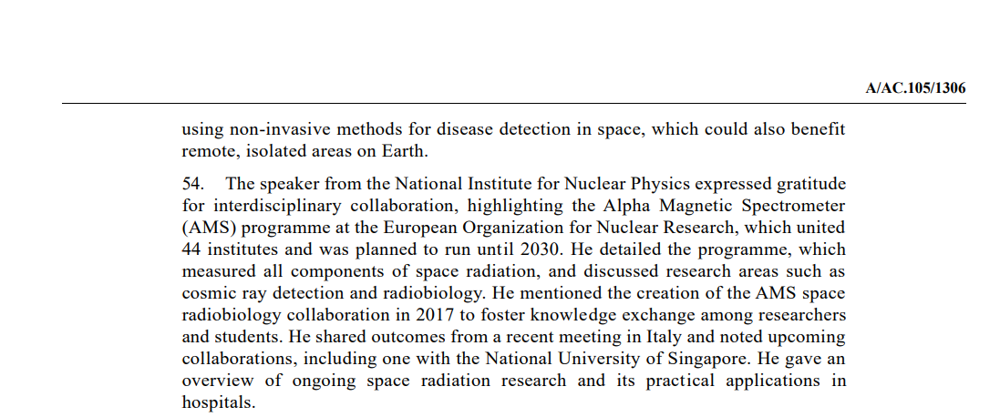 A/AC.105/1306
using non-invasive methods for disease detection in space, which could also benefit
remote, isolated areas on Earth.
54. The speaker from the National Institute for Nuclear Physics expressed gratitude
for interdisciplinary collaboration, highlighting the Alpha Magnetic Spectrometer
(AMS) programme at the European Organization for Nuclear Research, which united
44 institutes and was planned to run until 2030. He detailed the programme, which
measured all components of space radiation, and discussed research areas such as
cosmic ray detection and radiobiology. He mentioned the creation of the AMS space
radiobiology collaboration in 2017 to foster knowledge exchange among researchers
and students. He shared outcomes from a recent meeting in Italy and noted upcoming
collaborations, including one with the National University of Singapore. He gave an
overview of ongoing space radiation research and its practical applications in
hospitals.